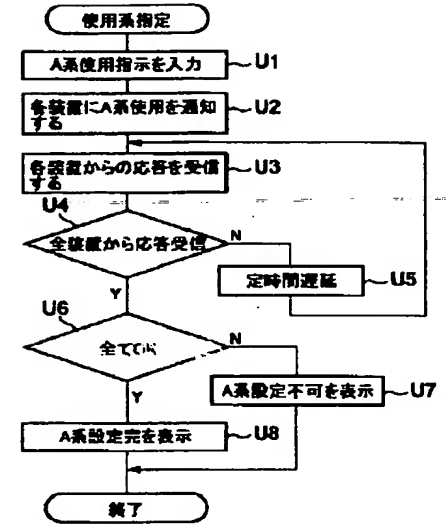 使用系指定
A系使用指示を入力
U1
各装置にA系使用を通知
する
U2
各装置からの応答を受信
する
U3
U4
全装置から応答受信
N
定時間遅延
U5
Y
U6
全てOK
N
A系設定不可を表示
U7
Y
A系設定完を表示
U8
終了